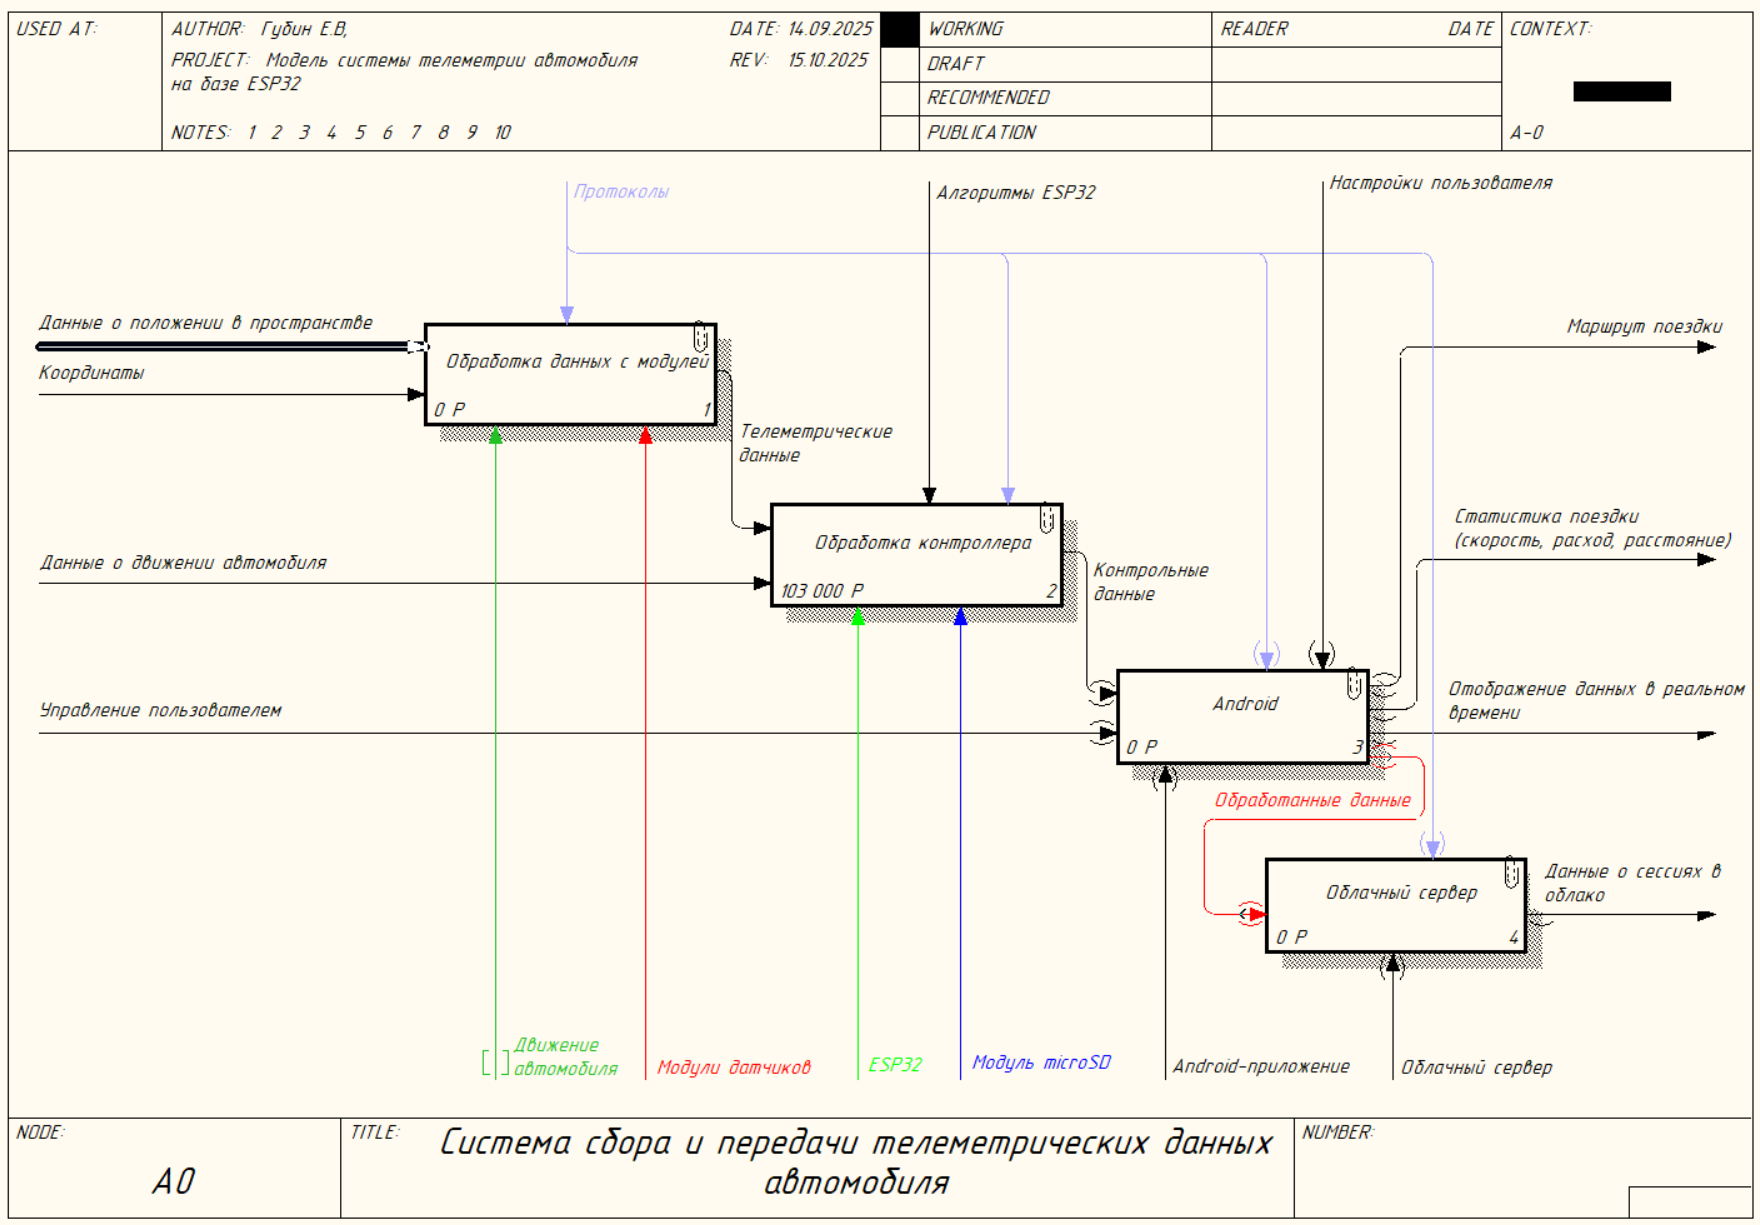 USED AT:
AUTHOR: Губин Е.В,
DATE: 14.09.2025
PROJECT: Модель системы телеметрии автомобиля
на базе ESP32
REV: 15.10.2025
NOTES: 1 2 3 4 5 6 7 8 9 10
WORKING
DRAFT
RECOMMENDED
PUBLICATION
READER DATE
CONTEXT:
A-0
Протоколы
Алгоритмы ESP32
Настройки пользователя
Данные о положении в пространстве
Координаты
Обработка данных с модулей
0 Р 1
Маршрут поездки
Телеметрические
данные
Статистика поездки
(скорость, расход, расстояние)
Данные о движении автомобиля
Обработка контроллера
103 000 Р 2
Контрольные
данные
Управление пользователем
Android
0 Р 3
Отображение данных в реальном
времени
Обработанные данные
Облачный сервер
0 Р 4
Данные о сессиях в
облако
Движение
автомобиля
Модули датчиков
ESP32
Модуль microSD
Android-приложение
Облачный сервер
NODE:
A0
TITLE:
Система сбора и передачи телеметрических данных
автомобиля
NUMBER: